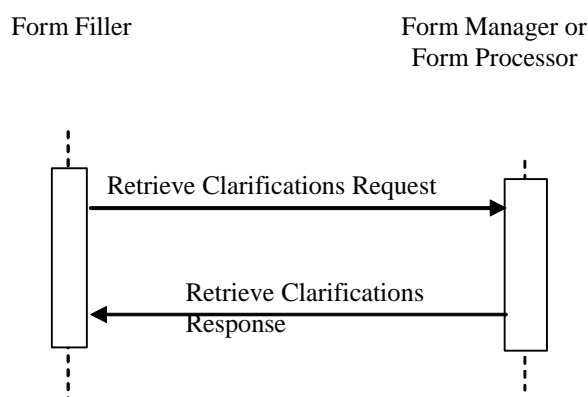 Form Filler
Form Manager or
Form Processor
Retrieve Clarifications Request
Retrieve Clarifications
Response